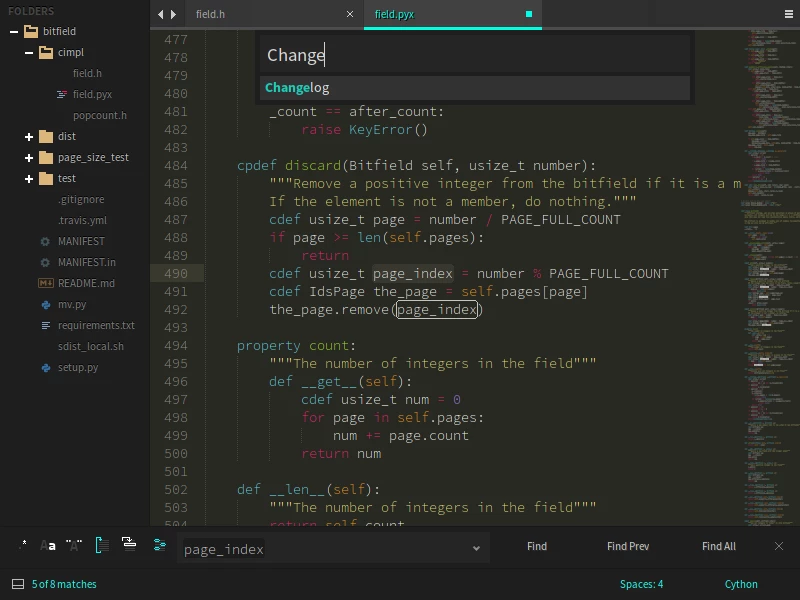 FOLDERS
bitfield
cimpl
field.h
field.pyx
popcount.h
dist
page_size_test
test
.gitignore
.travis.yml
MANIFEST
MANIFEST.in
README.md
mv.py
requirements.txt
sdist_local.sh
setup.py
field.h
field.pyx
Change
Changelog
477
478
479
480
481 _count == after_count:
482 raise KeyError()
483
484 cpdef discard(Bitfield self, usize_t number):
485 """Remove a positive integer from the bitfield if it is a m
486 If the element is not a member, do nothing."""
487 cdef usize_t page = number / PAGE_FULL_COUNT
488 if page >= len(self.pages):
489 return
490 cdef usize_t page_index = number % PAGE_FULL_COUNT
491 cdef IdsPage the_page = self.pages[page]
492 the_page.remove(page_index)
493
494 property count:
495 """The number of integers in the field"""
496 def __get__(self):
497 cdef usize_t num = 0
498 for page in self.pages:
499 num += page.count
500 return num
501
502 def __len__(self):
503 """The number of integers in the field"""
504 return self.count
.* Aa "A"
page_index
Find
Find Prev
Find All
5 of 8 matches
Spaces: 4
Cython